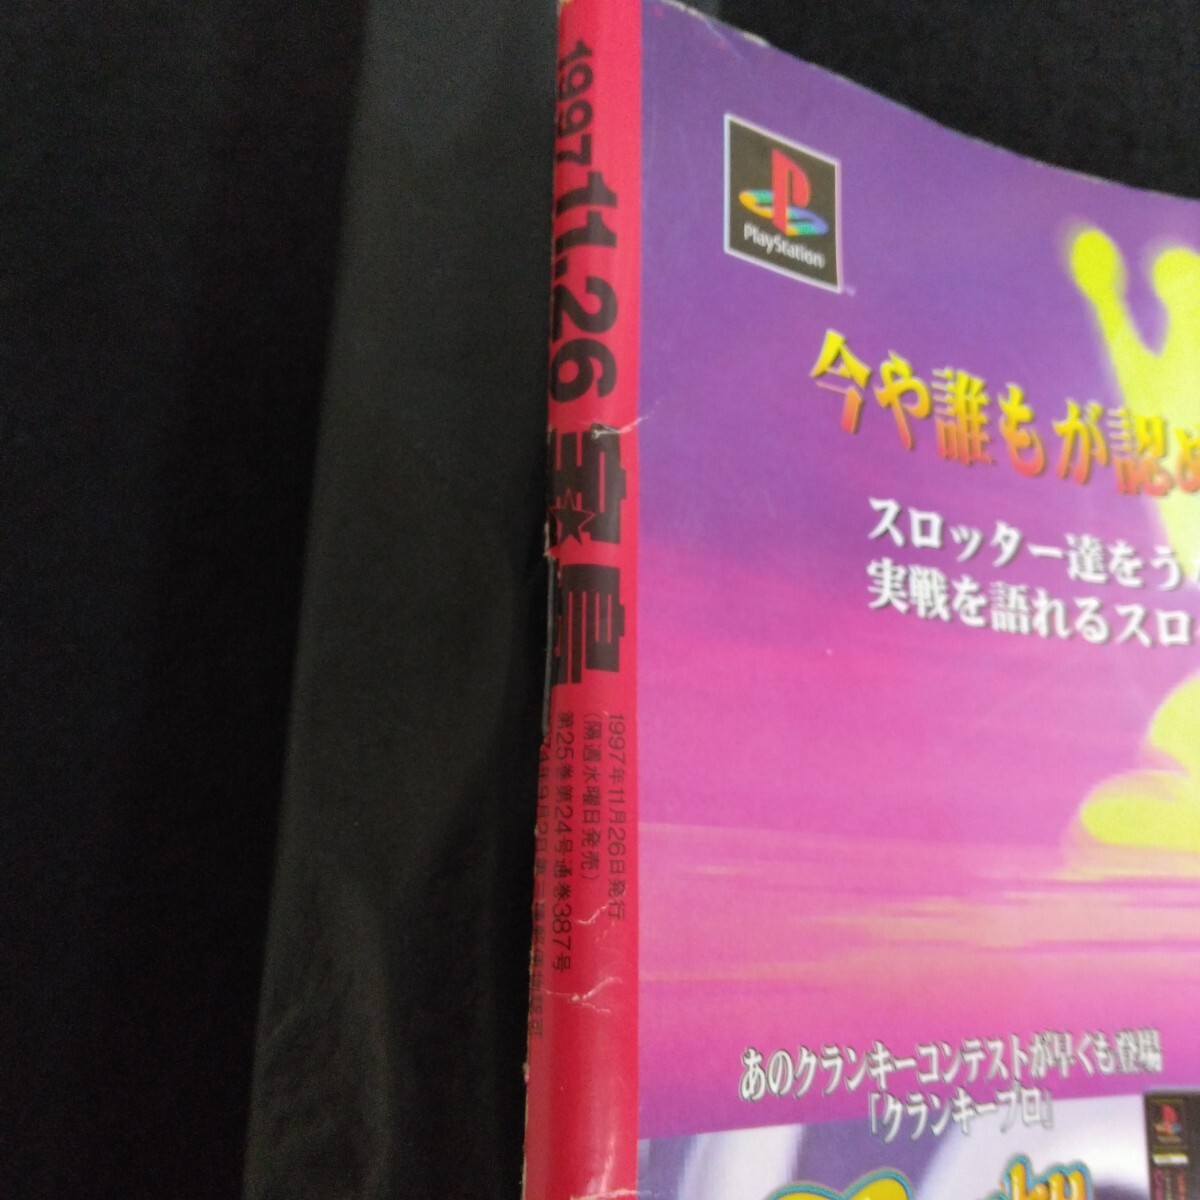 1997
11.26
宝島
1997年11月26日発行
(隔週水曜日発売)
第25巻第24号通巻387号
PlayStation
今や誰もが認め
スロッター達をう
実戦を語れるスロ
あのクランキーコンテストが早くも登場
「クランキープロ」